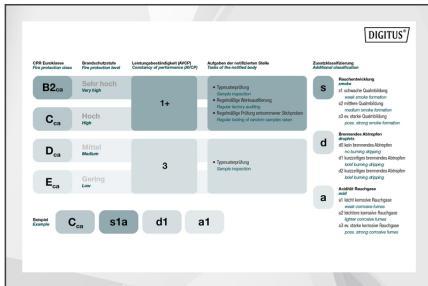 DIGITUS®
CPR Euroklasse
Fire protection class
Brandschutzstufe
Fire protection level
Leistungsbeständigkeit (AVCP)
Constancy of performance (AVPC)
Aufgaben der notifizierten Stelle
Tasks of the notified body
Zusatzklassifizierung
Additional classification
B2ca
Sehr hoch
Very high
1+
• Typenüberprüfung
Sample inspection
• Regelmäßige Werksauditierung
Regular factory auditing
• Regelmäßige Prüfung entnommener Stichproben
Regular testing of random samples taken
Cca
Hoch
High
Dca
Mittel
Medium
3
• Typenüberprüfung
Sample inspection
Eca
Gering
Low
s
Rauchentwicklung
smoke
s1 schwache Qualmbildung
weak smoke formation
s2 mittlere Qualmbildung
medium smoke formation
s3 ev. starke Qualmbildung
poss. strong smoke formation
d
Brennendes Abtropfen
droplets
d0 kein brennendes Abtropfen
no burning dripping
d1 kurzzeitiges brennendes Abtropfen
brief burning dripping
d2 kurzzeitiges brennendes Abtropfen
brief burning dripping
a
Acidität Rauchgase
acid
a1 leicht korrosive Rauchgase
weak corrosive fumes
a2 leichtere korrosive Rauchgase
lighter corrosive fumes
a3 ev. starke korrosive Rauchgase
poss. strong corrosive fumes
Beispiel
Example
Cca
s1a
d1
a1